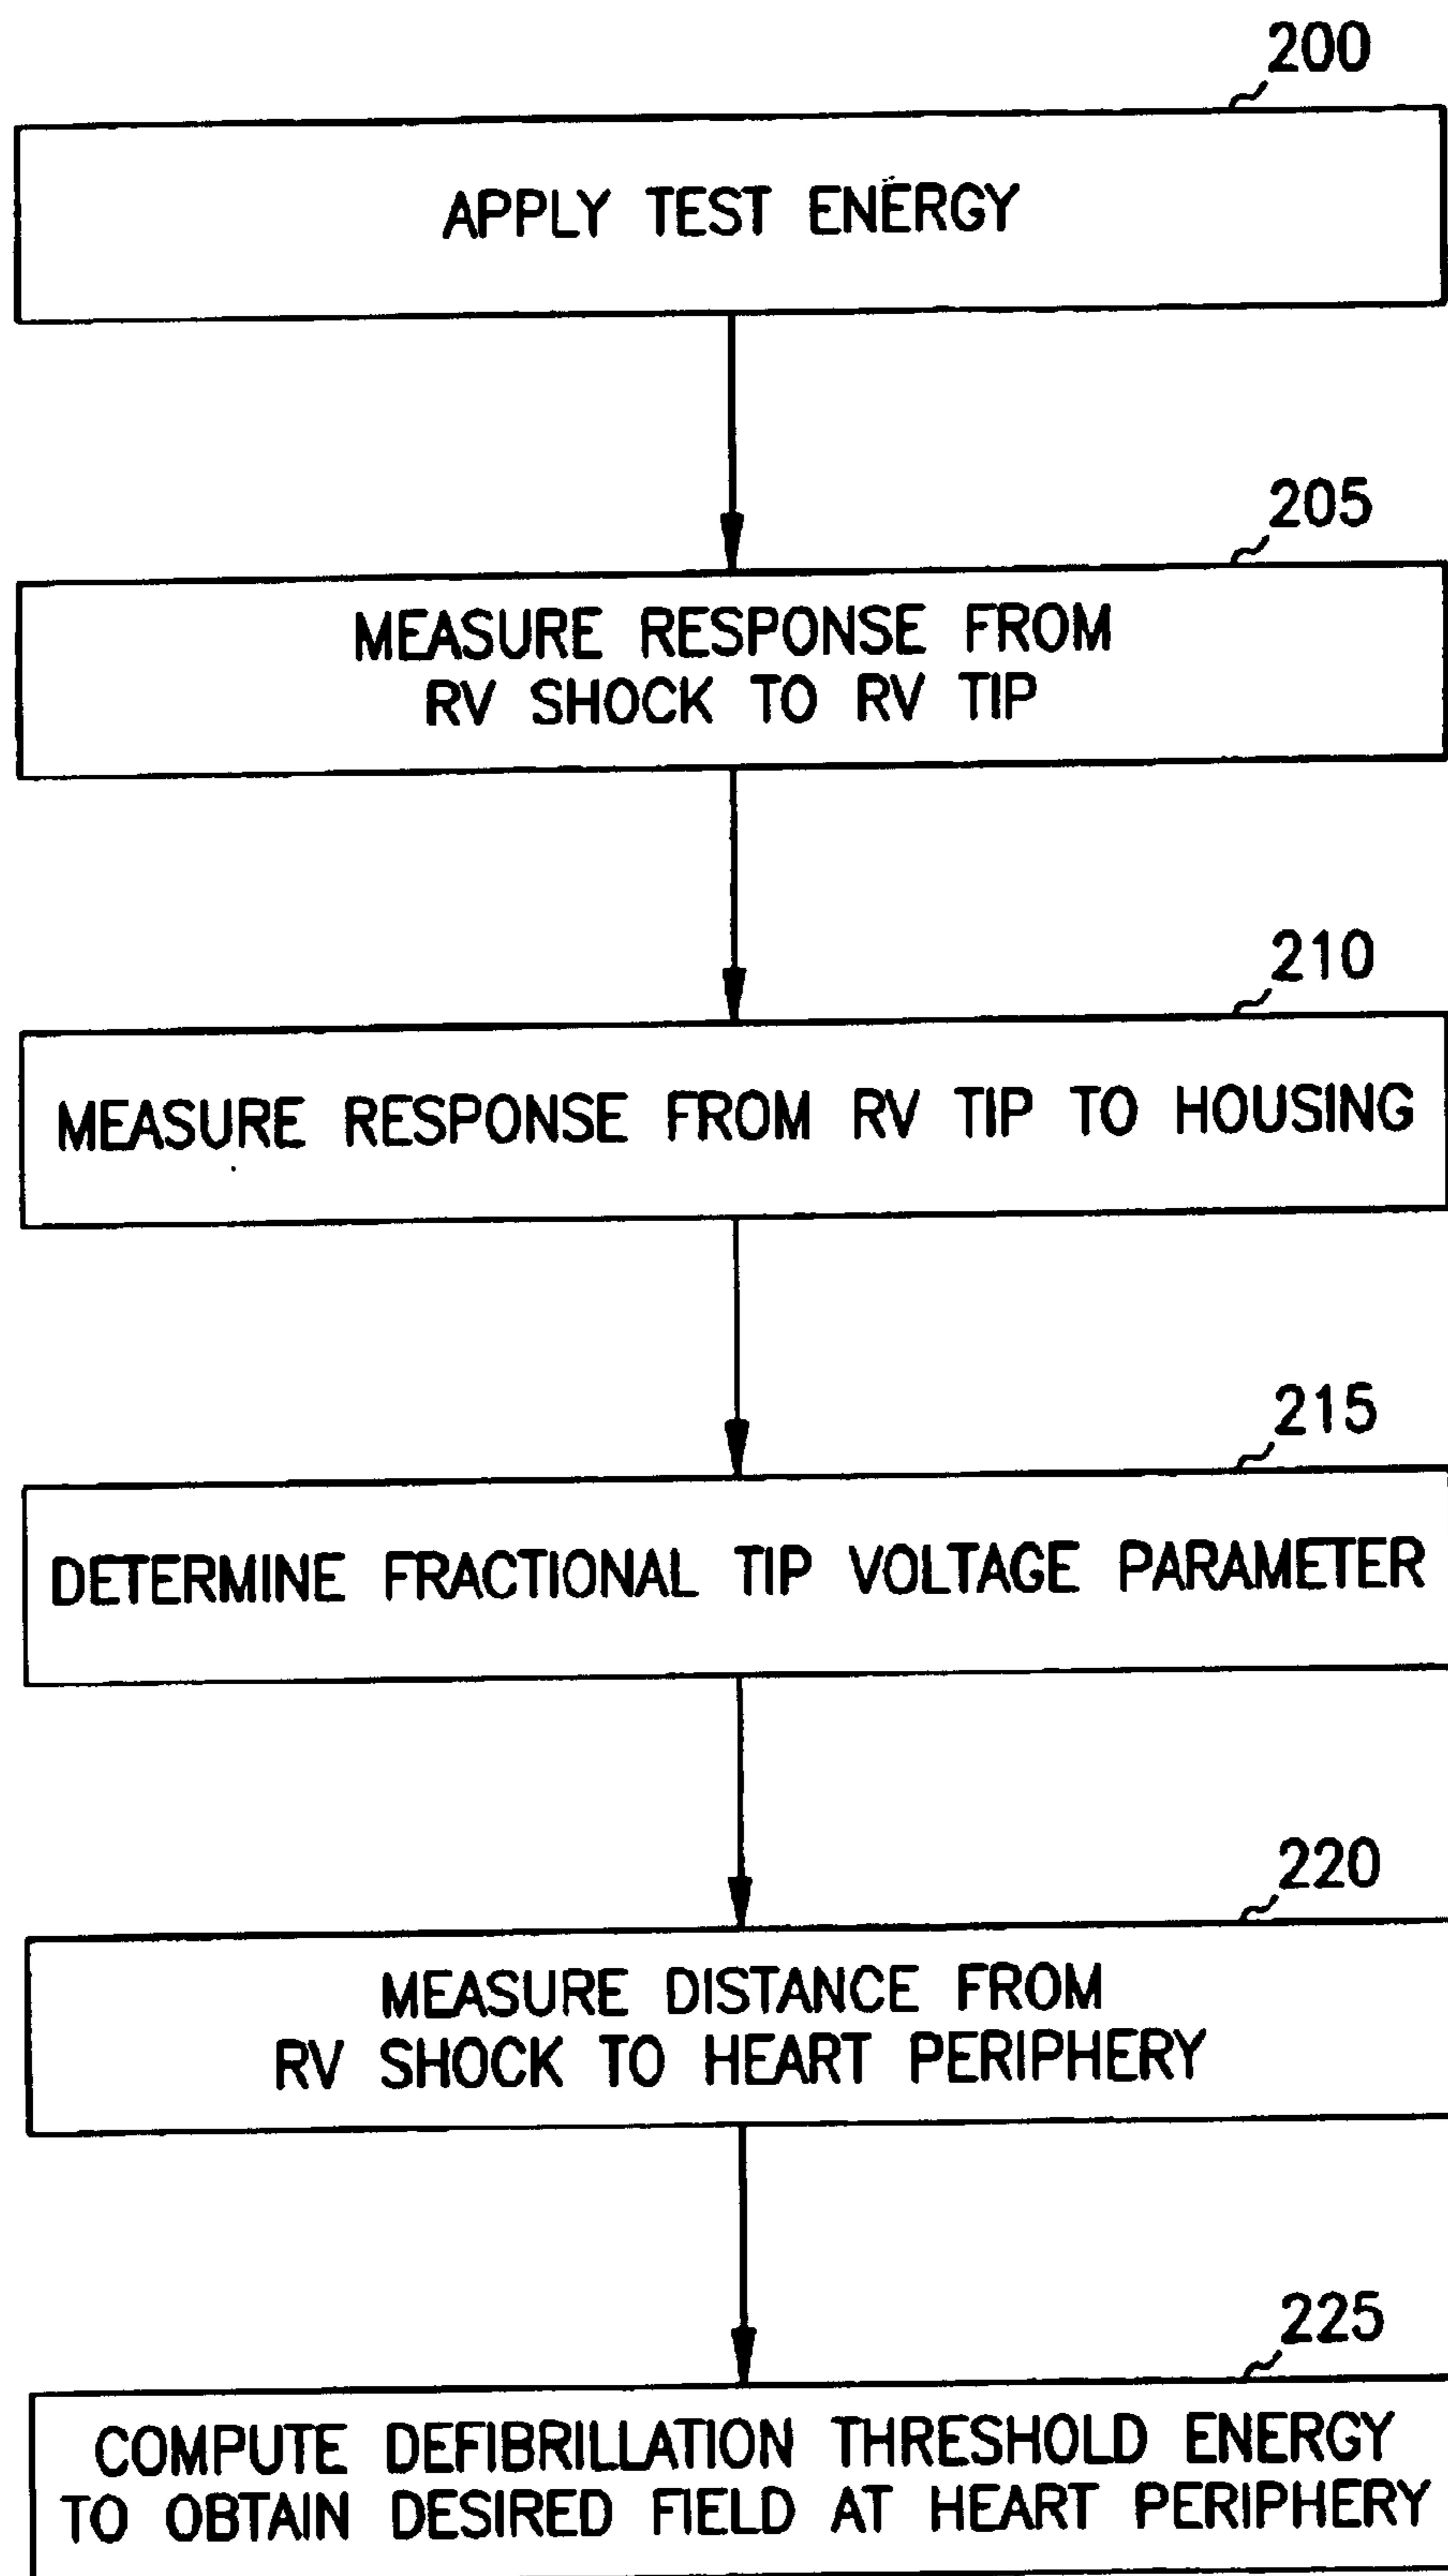 200
APPLY TEST ENERGY
205
MEASURE RESPONSE FROM
RV SHOCK TO RV TIP
210
MEASURE RESPONSE FROM RV TIP TO HOUSING
215
DETERMINE FRACTIONAL TIP VOLTAGE PARAMETER
220
MEASURE DISTANCE FROM
RV SHOCK TO HEART PERIPHERY
225
COMPUTE DEFIBRILLATION THRESHOLD ENERGY
TO OBTAIN DESIRED FIELD AT HEART PERIPHERY